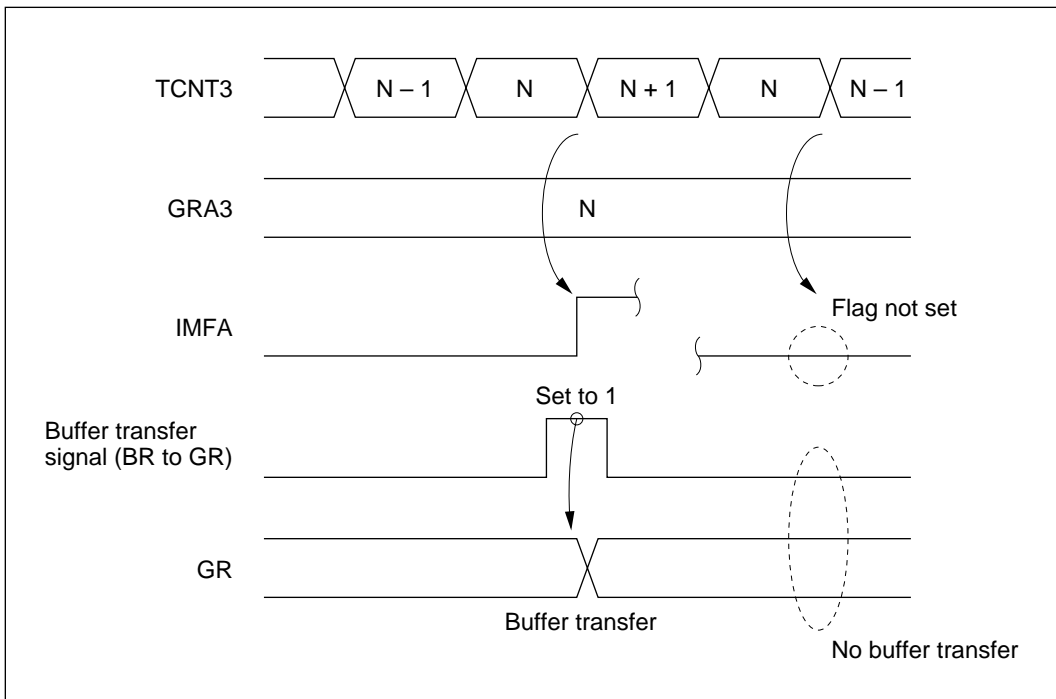 TCNT3
N – 1
N
N + 1
N
N – 1
GRA3
N
IMFA
Flag not set
Set to 1
Buffer transfer
signal (BR to GR)
GR
Buffer transfer
No buffer transfer